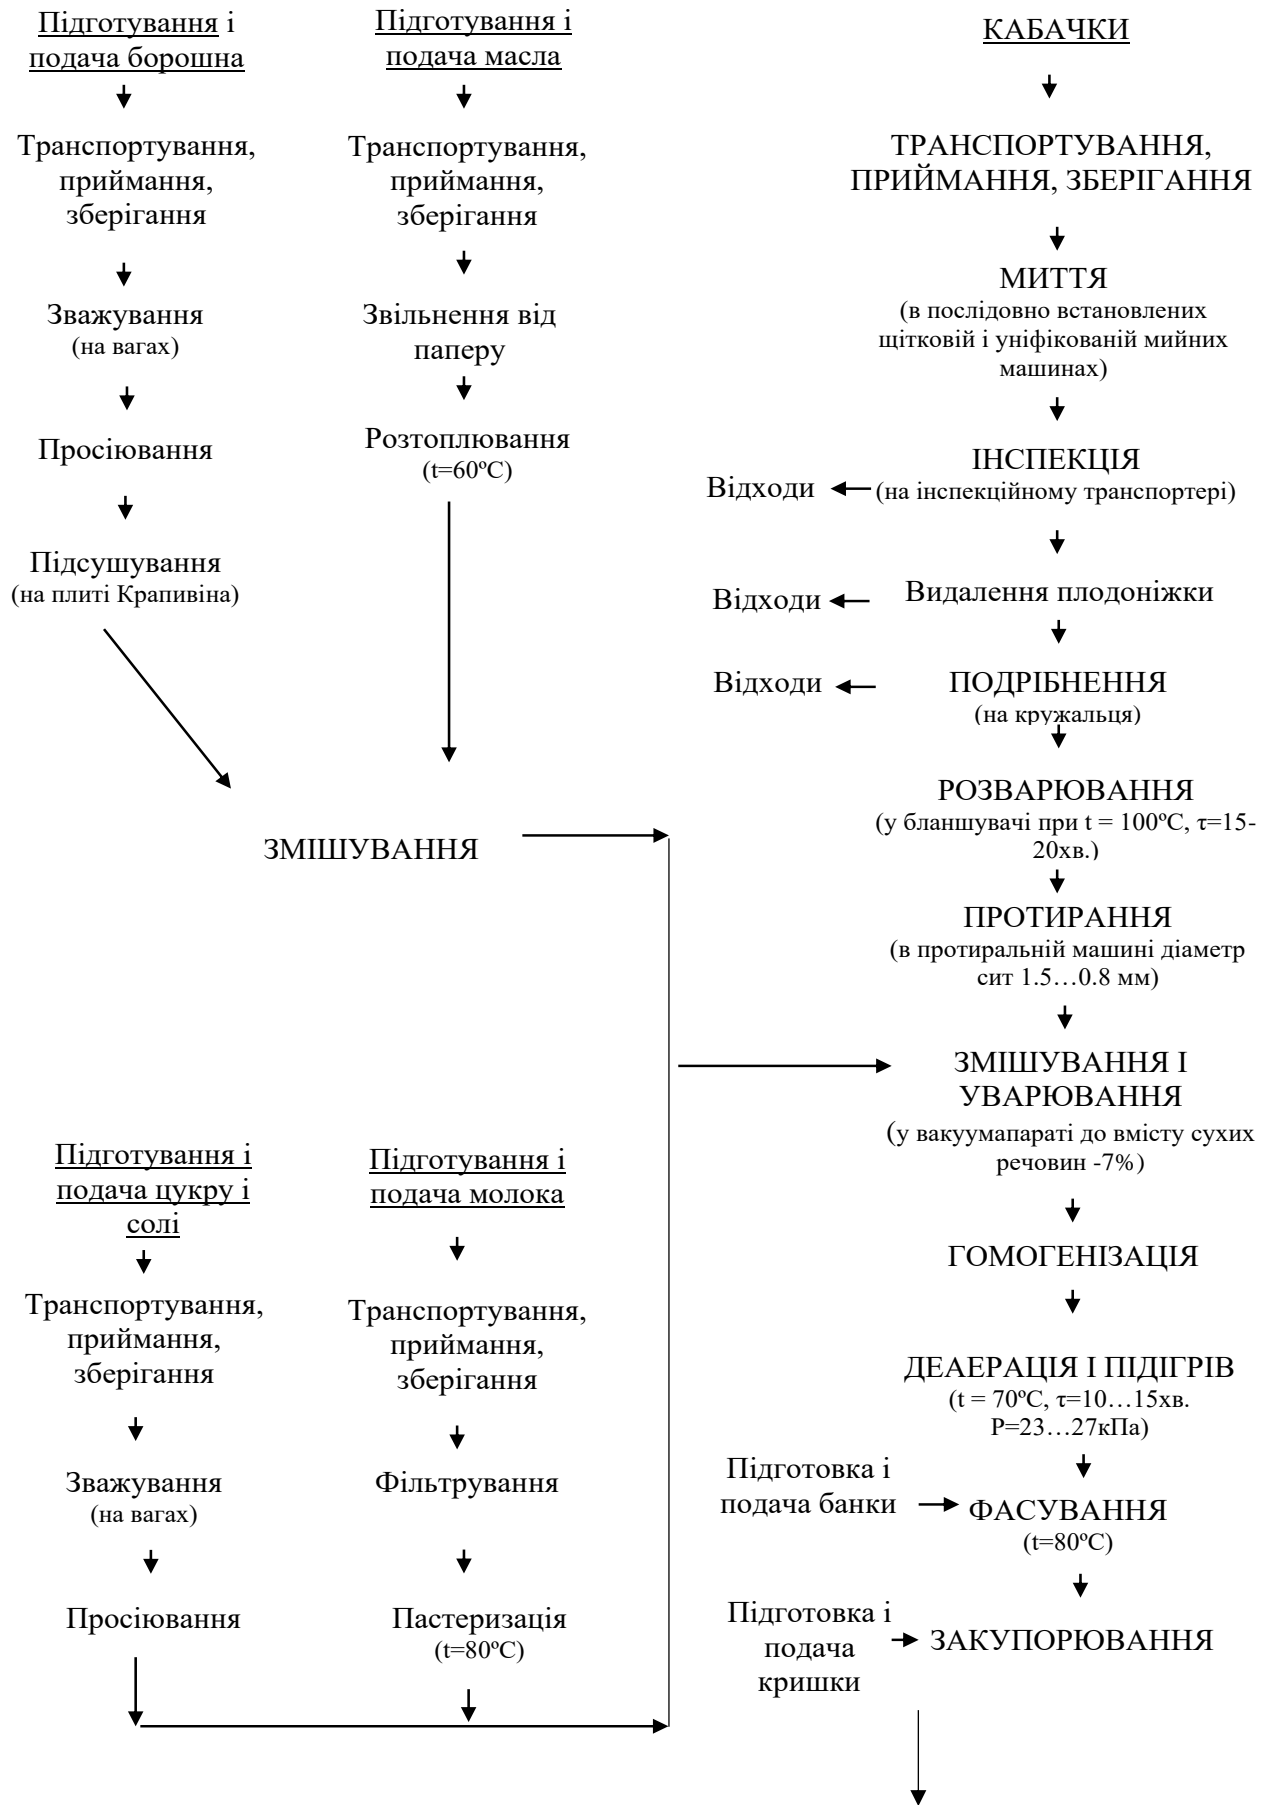 Підготування і
подача борошна
Транспортування,
приймання,
зберігання
Зважування
(на вагах)
Просіювання
Підсушування
(на плиті Крапивіна)
Підготування і
подача масла
Транспортування,
приймання,
зберігання
Звільнення від
паперу
Розтоплювання
(t=60ºС)
ЗМІШУВАННЯ
Підготування і
подача цукру і
солі
Транспортування,
приймання,
зберігання
Зважування
(на вагах)
Просіювання
Підготування і
подача молока
Транспортування,
приймання,
зберігання
Фільтрування
Пастеризація
(t=80ºС)
КАБАЧКИ
ТРАНСПОРТУВАННЯ,
ПРИЙМАННЯ, ЗБЕРІГАННЯ
МИТТЯ
(в послідовно встановлених
щітковій і уніфікованій мийних
машинах)
ІНСПЕКЦІЯ
Відходи
(на інспекційному транспортері)
Відходи
Видалення плодоніжки
Відходи
ПОДРІБНЕННЯ
(на кружальця)
РОЗВАРЮВАННЯ
(у бланшувачі при t = 100ºС, τ=15-
20хв.)
ПРОТИРАННЯ
(в протиральній машині діаметр
сит 1.5…0.8 мм)
ЗМІШУВАННЯ І
УВАРЮВАННЯ
(у вакуумапараті до вмісту сухих
речовин -7%)
ГОМОГЕНІЗАЦІЯ
ДЕАЕРАЦІЯ І ПІДІГРІВ
(t = 70ºС, τ=10…15хв.
Р=23…27кПа)
Підготовка і
подача банки
ФАСУВАННЯ
(t=80ºС)
Підготовка і
подача
кришки
ЗАКУПОРЮВАННЯ